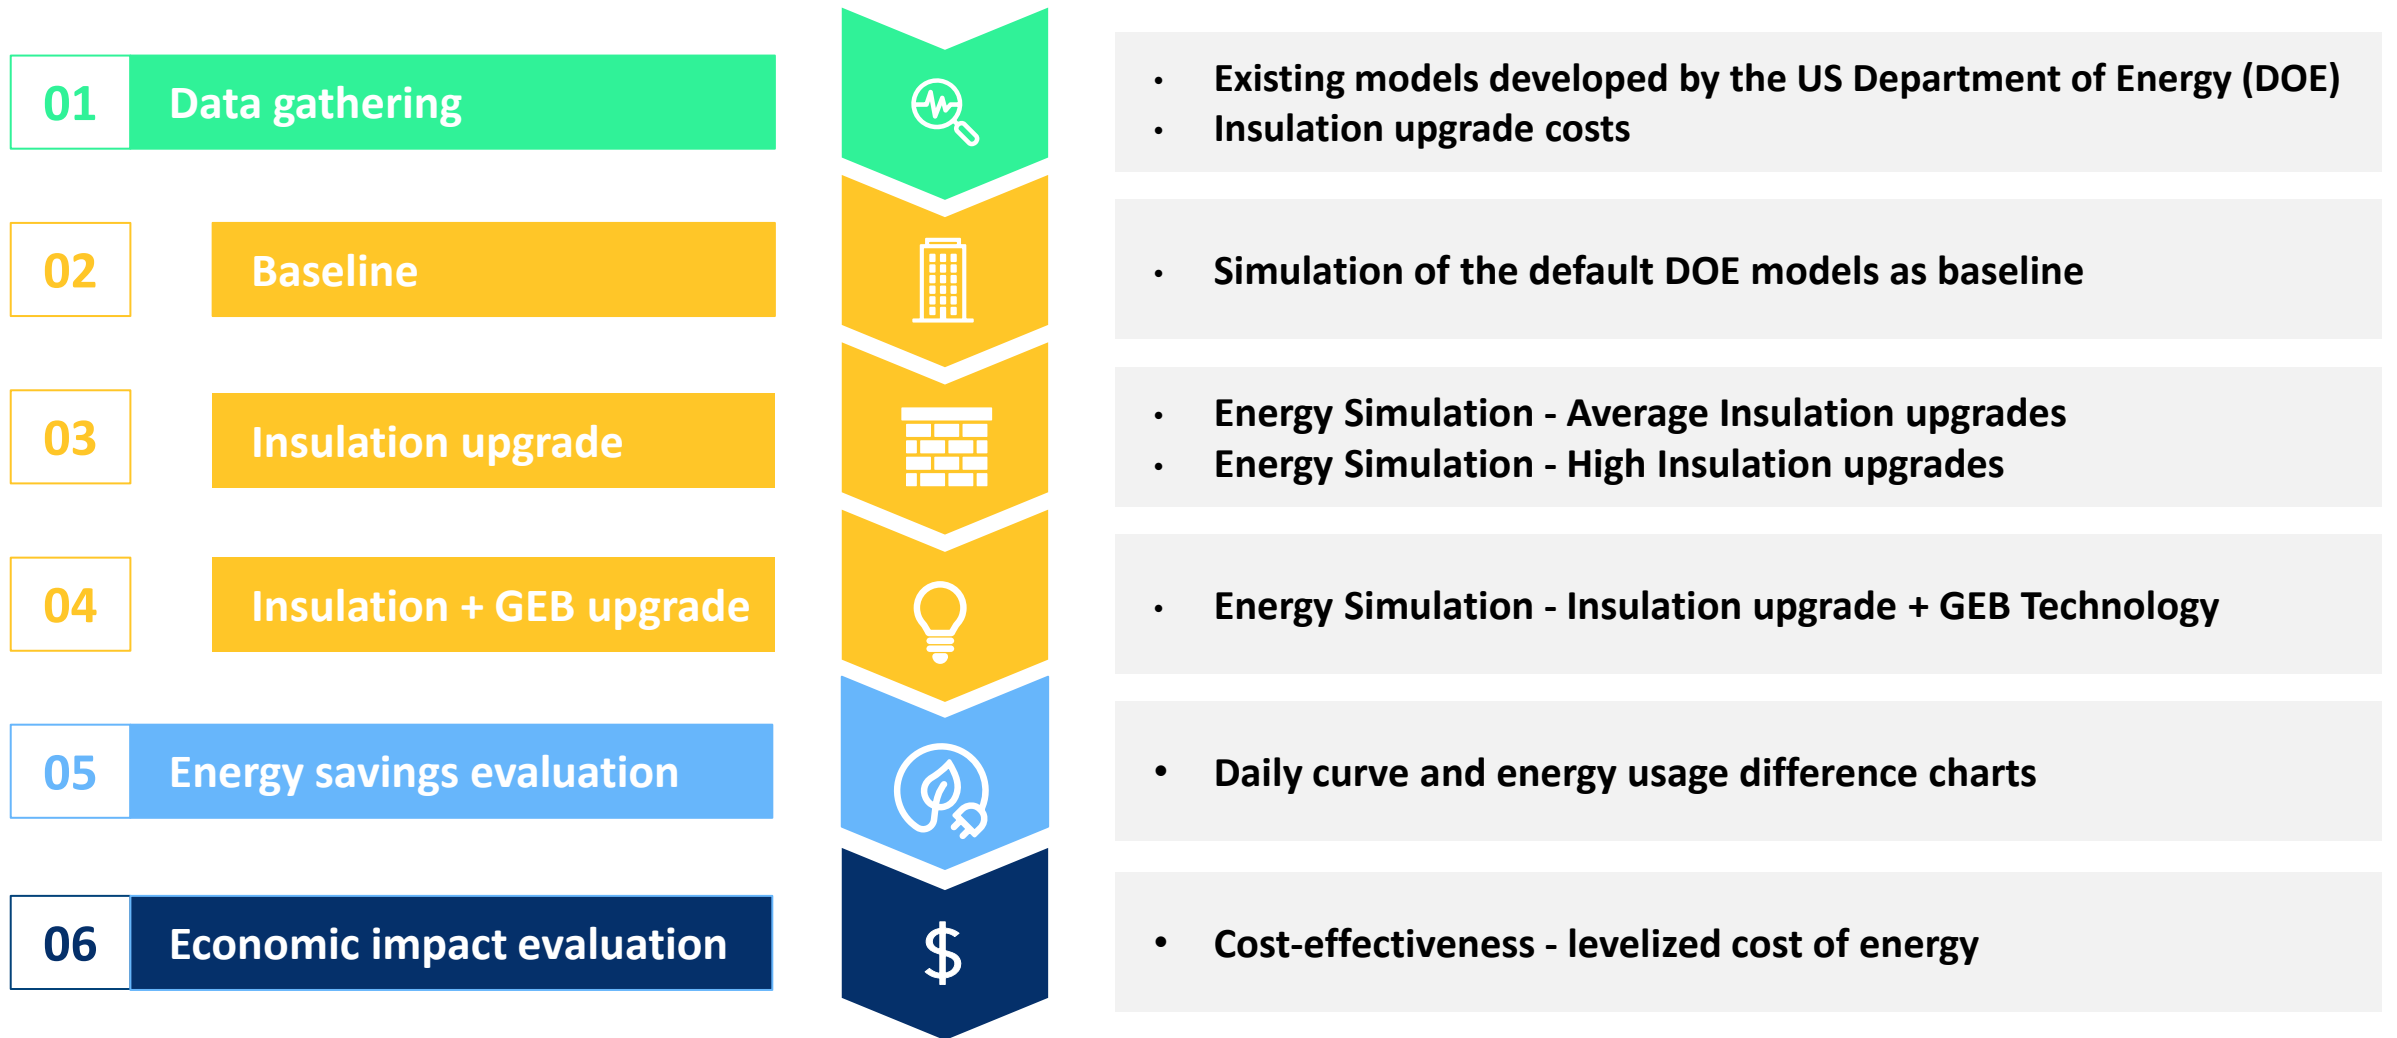 01 Data gathering
• Existing models developed by the US Department of Energy (DOE)
• Insulation upgrade costs
02 Baseline
• Simulation of the default DOE models as baseline
03 Insulation upgrade
• Energy Simulation - Average Insulation upgrades
• Energy Simulation - High Insulation upgrades
04 Insulation + GEB upgrade
• Energy Simulation - Insulation upgrade + GEB Technology
05 Energy savings evaluation
• Daily curve and energy usage difference charts
06 Economic impact evaluation
$
• Cost-effectiveness - levelized cost of energy